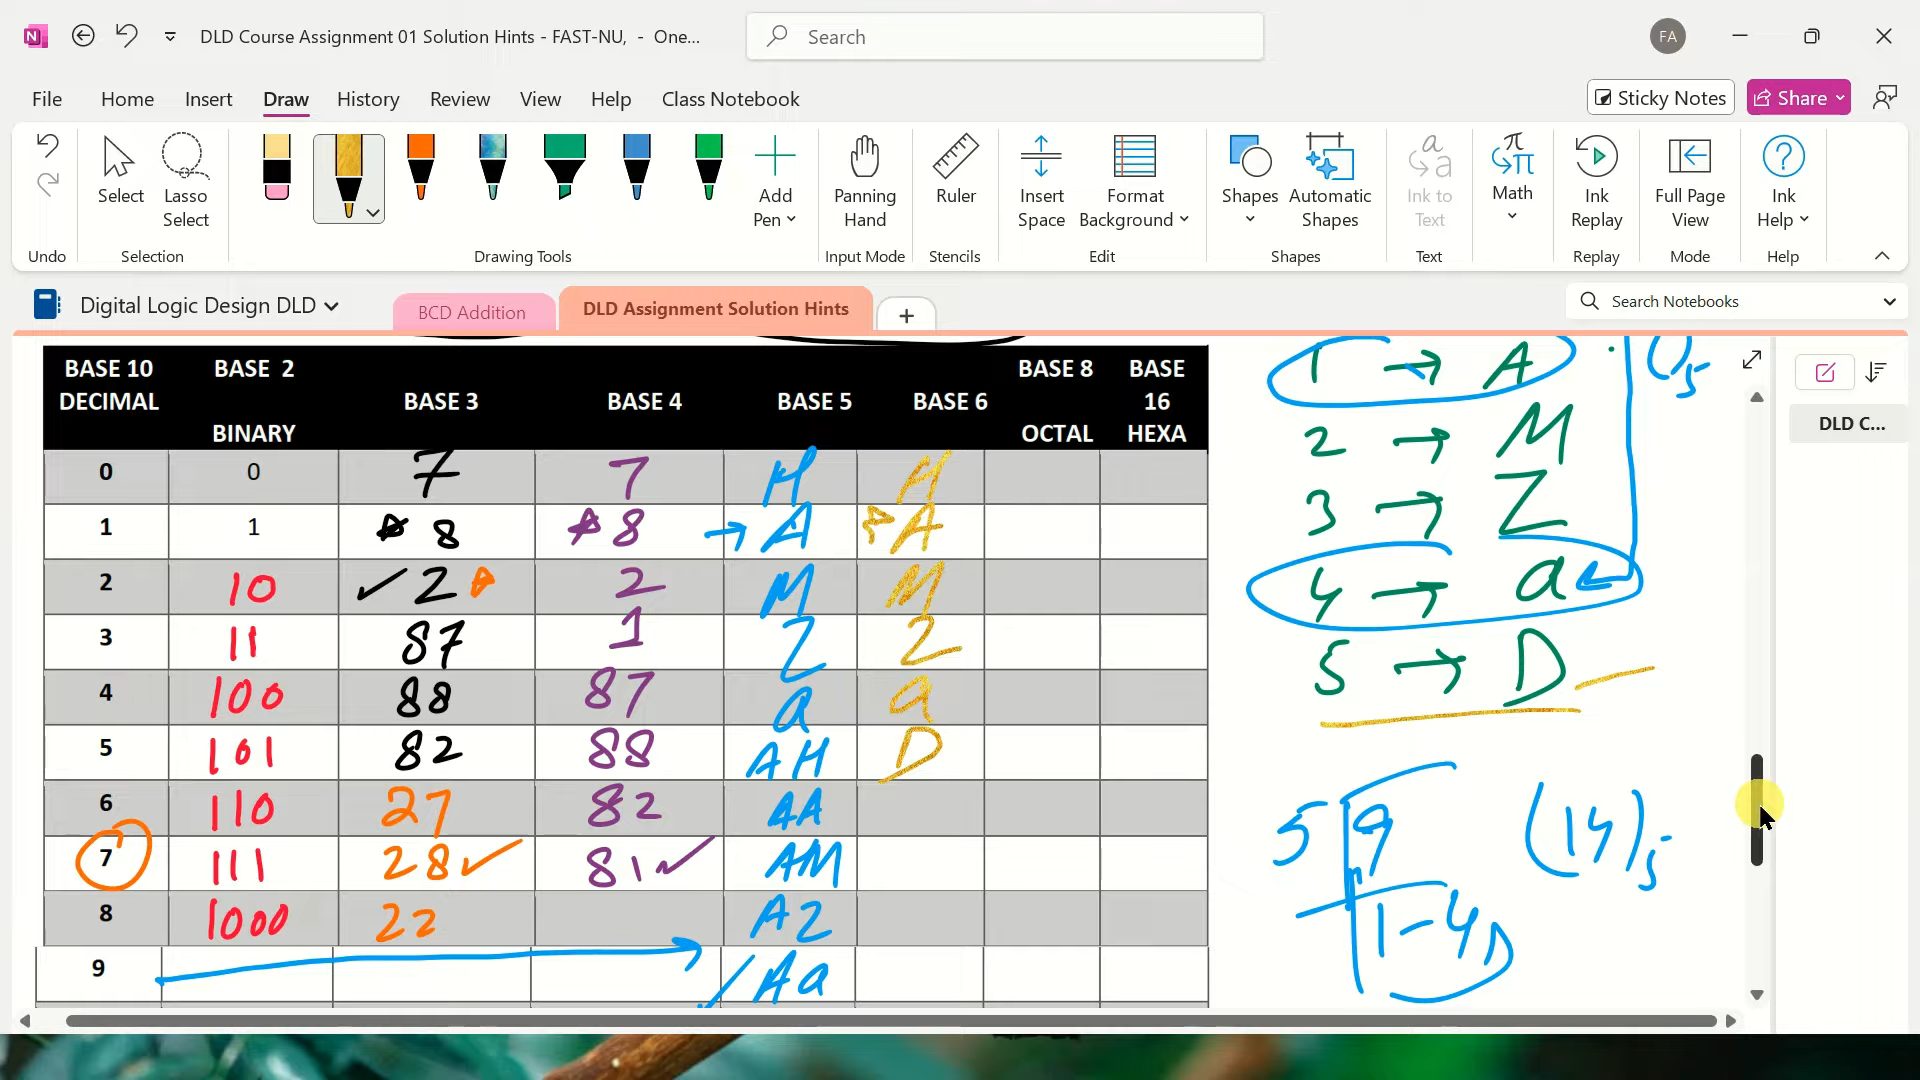 DLD Course Assignment 01 Solution Hints - FAST-NU, - One...
Search
FA
File Home Insert Draw History Review View Help Class Notebook
Sticky Notes
Share
Select
Lasso Select
Add Pen
Panning Hand
Ruler
Insert Space
Format Background
Shapes
Automatic Shapes
Ink to Text
Math
Ink Replay
Full Page View
Ink Help
Undo Selection Drawing Tools Input Mode Stencils Edit Shapes Text Replay Mode Help
Digital Logic Design DLD
BCD Addition
DLD Assignment Solution Hints
+
Search Notebooks
DLD C...
BASE 10 DECIMAL BASE 2 BINARY BASE 3 BASE 4 BASE 5 BASE 6 BASE 8 OCTAL BASE 16 HEXA
0 0 7 7 H H
1 1 8 8 → A A
2 10 ✓ 2 2 M M
3 11 87 1 Z Z
4 100 88 87 a a
5 101 82 88 AH D
6 110 27 82 AA
7 111 28 ✓ 81 ✓ AM
8 1000 22 AZ
9 Aa
1 → A
2 → M
3 → Z
4 → a
5 → D
5 9 (14)5
1 - 4